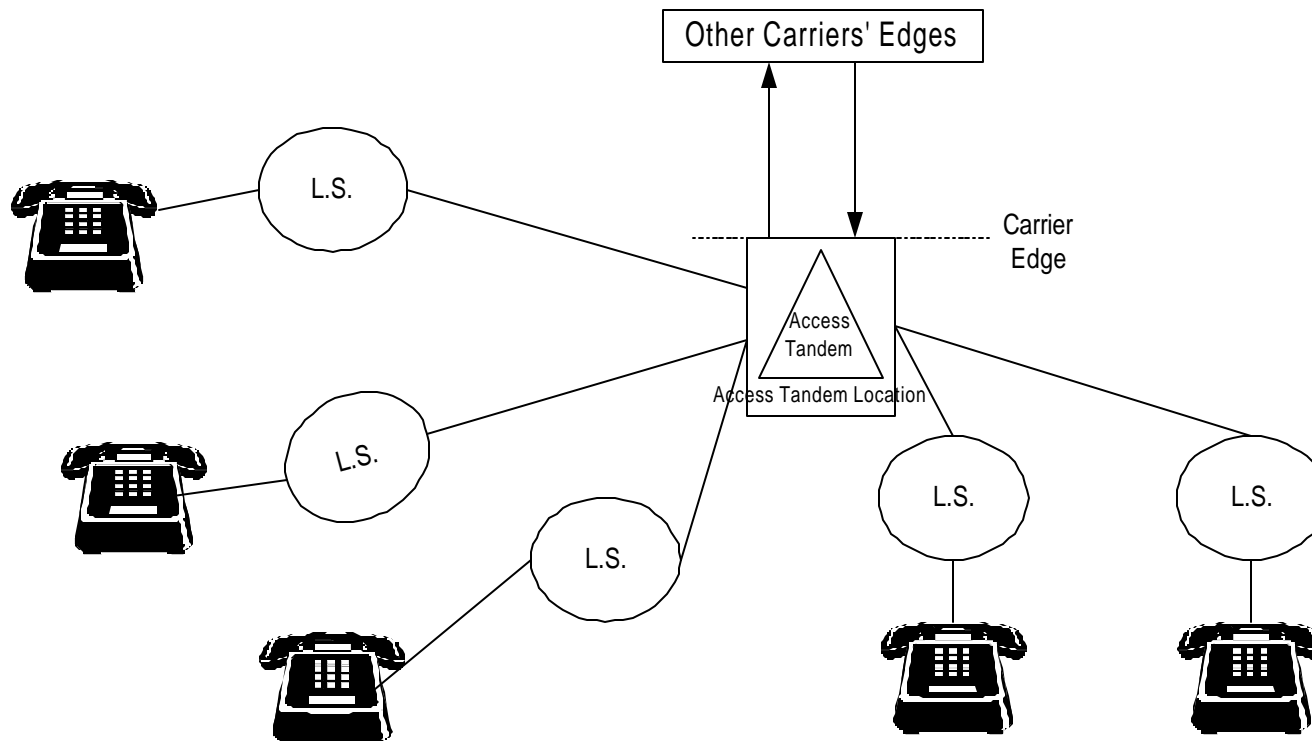 Other Carriers' Edges
L.S.
Carrier
Edge
Access
Tandem
Access Tandem Location
L.S.
L.S.
L.S.
L.S.